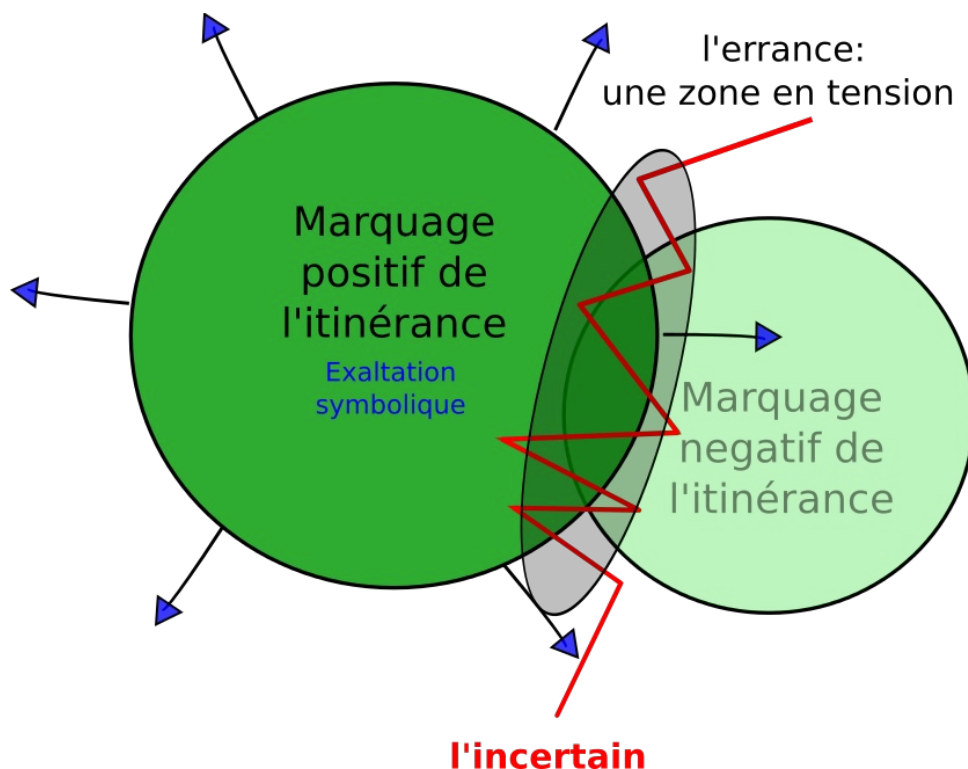 l'errance:
une zone en tension
Marquage
positif de
l'itinérance
Exaltation
symbolique
Marquage
negatif de
l'itinérance
l'incertain